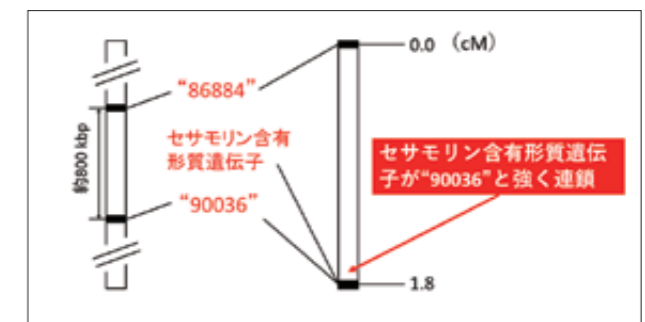 0.0 （cM）
“86884”
約800 kbp
セサモリン含有
形質遺伝子
セサモリン含有形質遺伝
子が“90036”と強く連鎖
“90036”
1.8